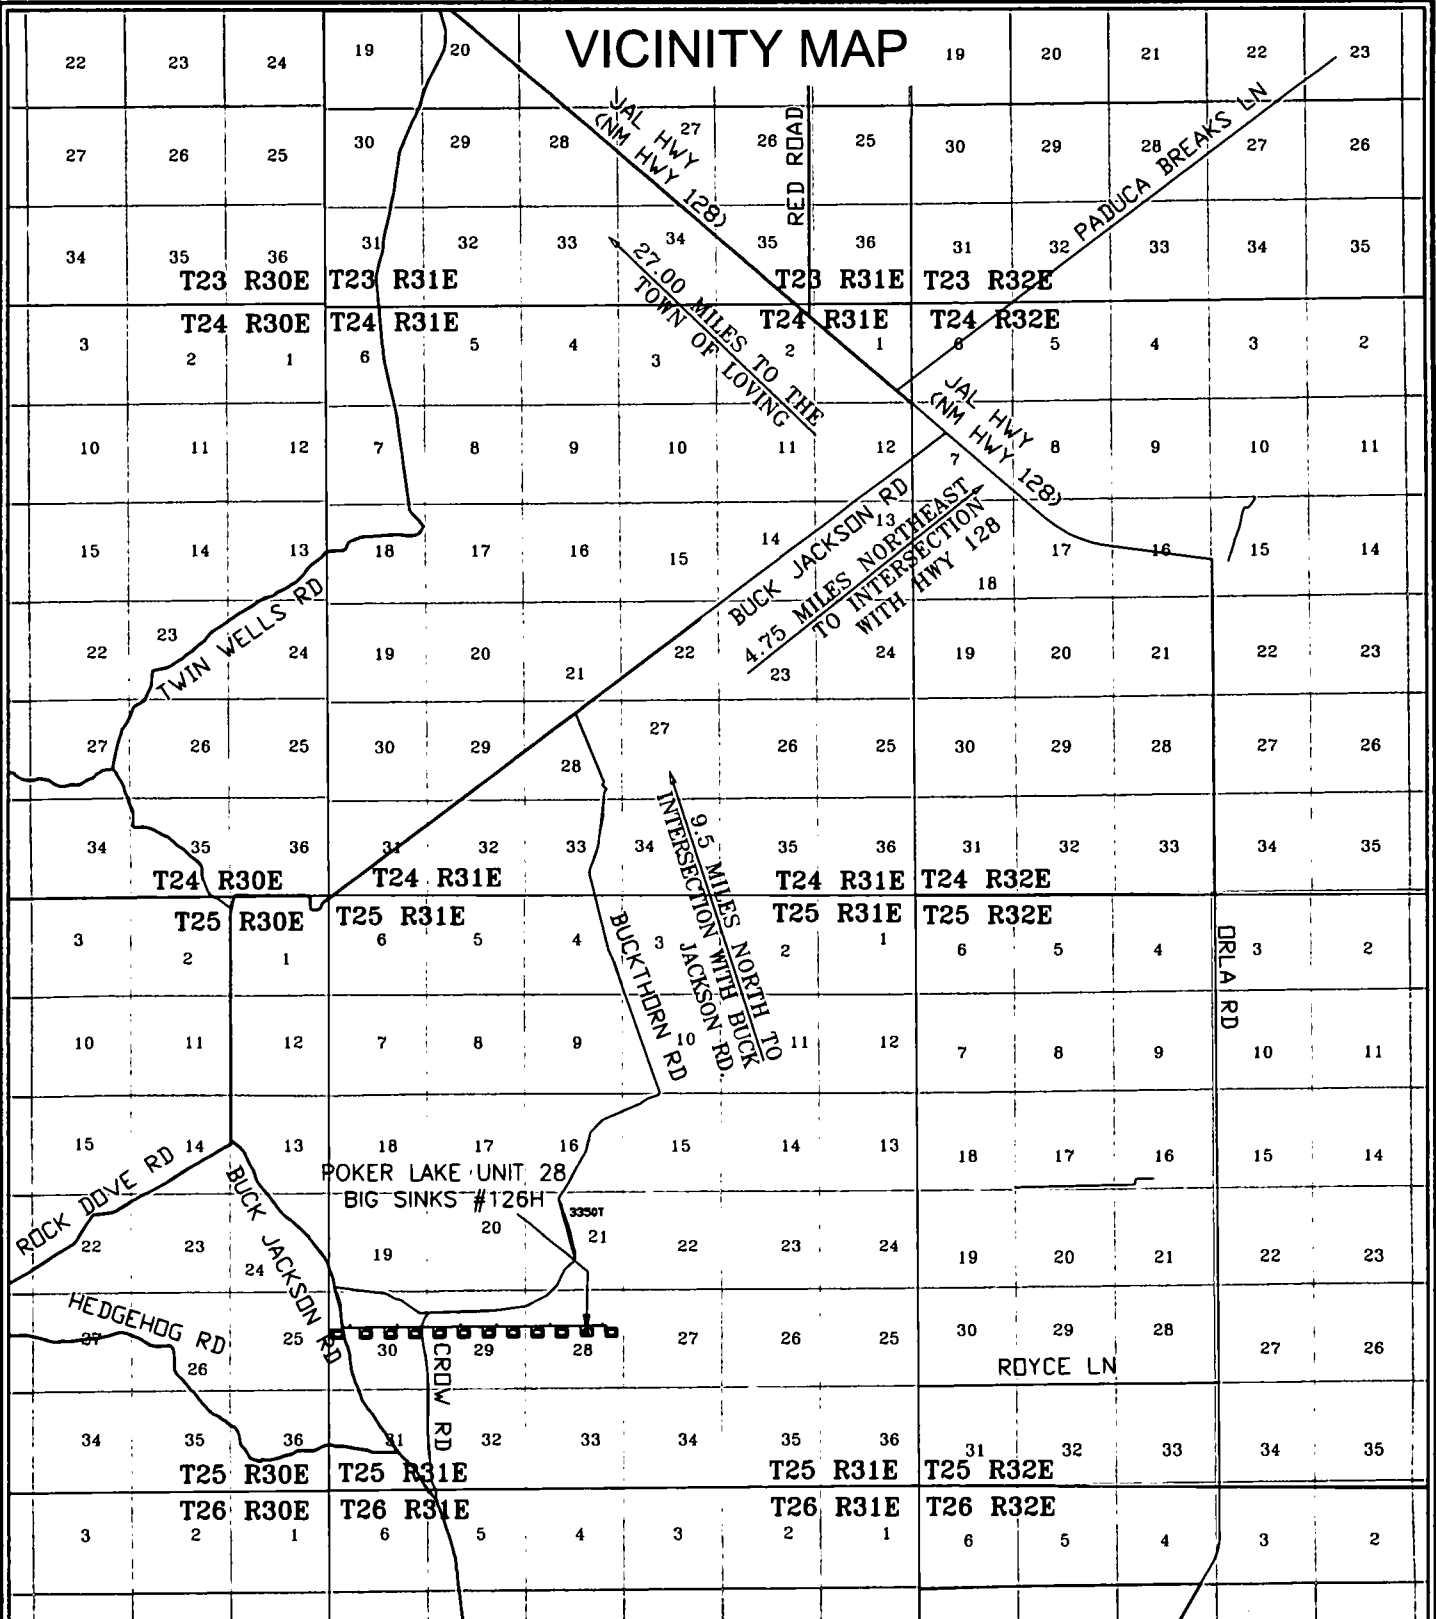 VICINITY MAP
22 23 24 19 20 19 20 21 22 23
JAL HWY
(NM HWY 128)
RED ROAD
PADUCA BREAKS LN
27 26 25 30 29 28 27 26 25 30 29 28 27 26
34 35 36 31 32 33 34 35 36 31 32 33 34 35
T23 R30E T23 R31E T23 R31E T23 R32E
T24 R30E T24 R31E T24 R31E T24 R32E
27.00 MILES TO THE
TOWN OF LOVING
3 2 1 6 5 4 3 2 1 6 5 4 3 2
JAL HWY
(NM HWY 128)
10 11 12 7 8 9 10 11 12 7 8 9 10 11
BUCK JACKSON RD
4.75 MILES NORTHEAST
TO INTERSECTION
WITH HWY 128
15 14 13 18 17 16 15 14 13 18 17 16 15 14
TWIN WELLS RD
22 23 24 19 20 21 22 23 24 19 20 21 22 23
27 26 25 30 29 28 27 26 25 30 29 28 27 26
9.5 MILES NORTH TO
INTERSECTION WITH BUCK
JACKSON RD.
34 35 36 31 32 33 34 35 36 31 32 33 34 35
T24 R30E T24 R31E T24 R31E T24 R32E
T25 R30E T25 R31E T25 R31E T25 R32E
BUCKTHORN RD
ORLA RD
3 2 1 6 5 4 3 2 1 6 5 4 3 2
10 11 12 7 8 9 10 11 12 7 8 9 10 11
15 14 13 18 17 16 15 14 13 18 17 16 15 14
ROCK DOVE RD
BUCK JACKSON RD
POKER LAKE UNIT 28
BIG SINKS #126H
3350T
22 23 24 19 20 21 22 23 24 19 20 21 22 23
HEDGEHOG RD
27 26 25 30 29 28 27 26 25 30 29 28 27 26
CROW RD
ROYCE LN
34 35 36 31 32 33 34 35 36 31 32 33 34 35
T25 R30E T25 R31E T25 R31E T25 R32E
T26 R30E T26 R31E T26 R31E T26 R32E
3 2 1 6 5 4 3 2 1 6 5 4 3 2